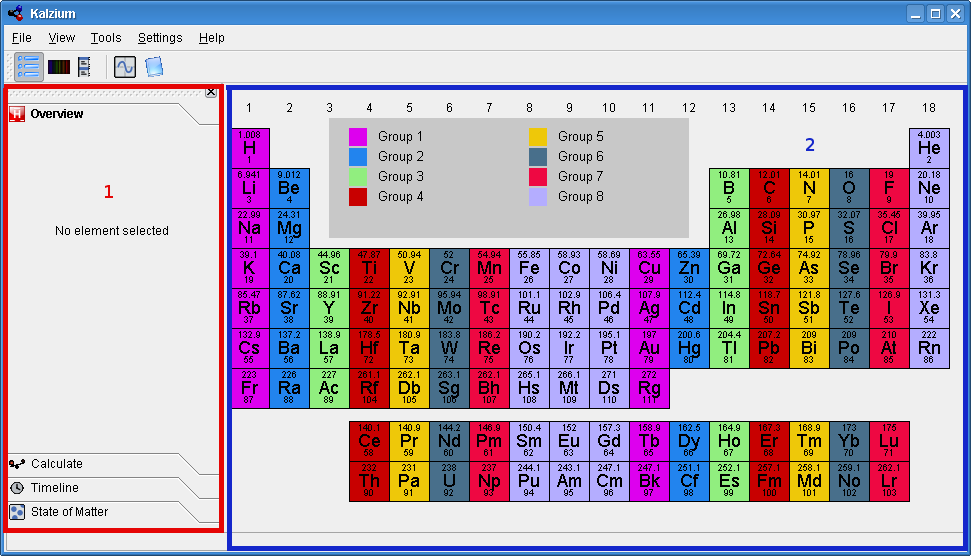 Kalzium
File View Tools Settings Help
Overview
1
No element selected
Calculate
Timeline
State of Matter
1 2 3 4 5 6 7 8 9 10 11 12 13 14 15 16 17 18
Group 1 Group 5
Group 2 Group 6
Group 3 Group 7
Group 4 Group 8
2
1.008 4.003
H He
1 2
6.941 9.012 10.81 12.01 14.01 16 19 20.18
Li Be B C N O F Ne
3 4 5 6 7 8 9 10
22.99 24.31 26.98 28.09 30.97 32.07 35.45 39.95
Na Mg Al Si P S Cl Ar
11 12 13 14 15 16 17 18
39.1 40.08 44.96 47.87 50.94 52 54.94 55.85 58.93 58.69 63.55 65.39 69.72 72.64 74.92 78.96 79.9 83.8
K Ca Sc Ti V Cr Mn Fe Co Ni Cu Zn Ga Ge As Se Br Kr
19 20 21 22 23 24 25 26 27 28 29 30 31 32 33 34 35 36
85.47 87.62 88.91 91.22 92.91 95.94 98.91 101.1 102.9 106.4 107.9 112.4 114.8 118.7 121.8 127.6 126.9 131.3
Rb Sr Y Zr Nb Mo Tc Ru Rh Pd Ag Cd In Sn Sb Te I Xe
37 38 39 40 41 42 43 44 45 46 47 48 49 50 51 52 53 54
132.9 137.2 138.9 178.5 180.9 183.8 186.2 190.2 192.2 195.1 197 200.6 204.4 207.2 209 209 210 222
Cs Ba La Hf Ta W Re Os Ir Pt Au Hg Tl Pb Bi Po At Rn
55 56 57 72 73 74 75 76 77 78 79 80 81 82 83 84 85 86
223 226 227 261.1 262.1 263.1 262.1 265.1 266.1 271 272
Fr Ra Ac Rf Db Sg Bh Hs Mt Ds Rg
87 88 89 104 105 106 107 108 109 110 111
140.1 140.9 144.2 146.9 150.4 152 157.3 158.9 162.5 164.9 167.3 168.9 173 175
Ce Pr Nd Pm Sm Eu Gd Tb Dy Ho Er Tm Yb Lu
58 59 60 61 62 63 64 65 66 67 68 69 70 71
232 231 238 237 244.1 243.1 247.1 247.1 251.1 252.1 257.1 258.1 259.1 262.1
Th Pa U Np Pu Am Cm Bk Cf Es Fm Md No Lr
90 91 92 93 94 95 96 97 98 99 100 101 102 103